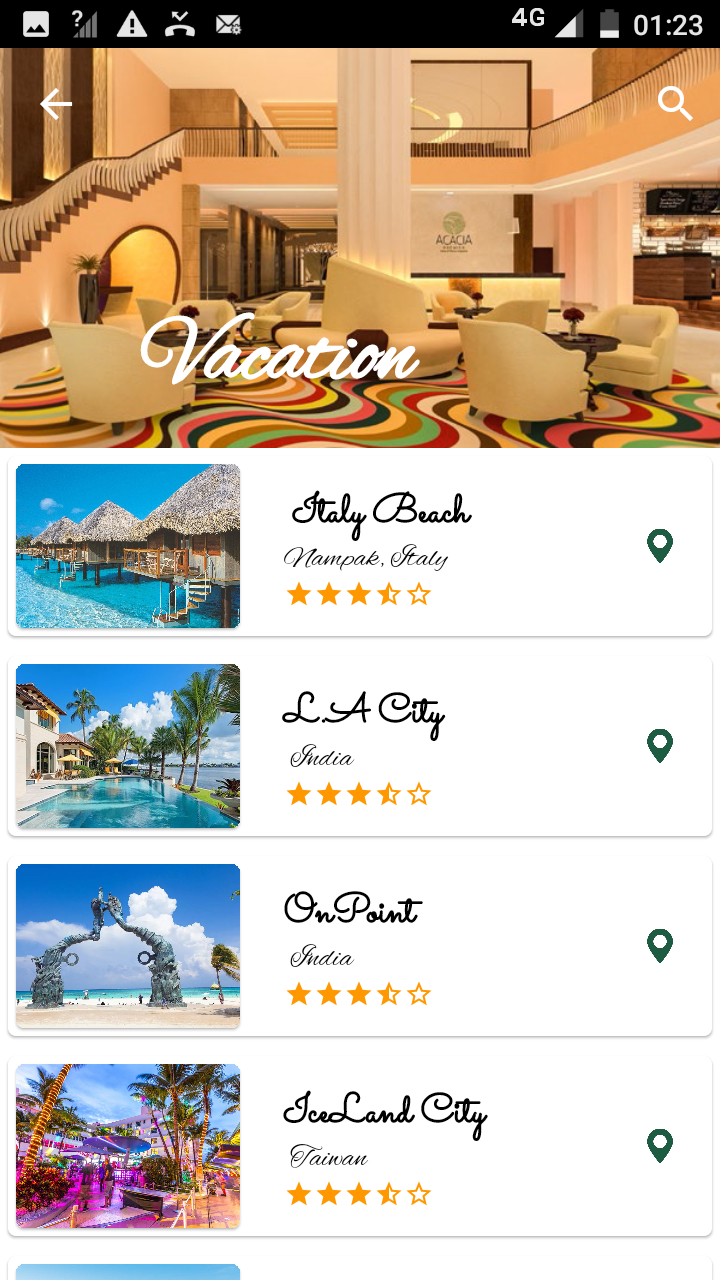 4G 01:23
ACACIA
Vacation
Italy Beach
Nampak, Italy
L.A City
India
OnPoint
India
IceLand City
Taiwan